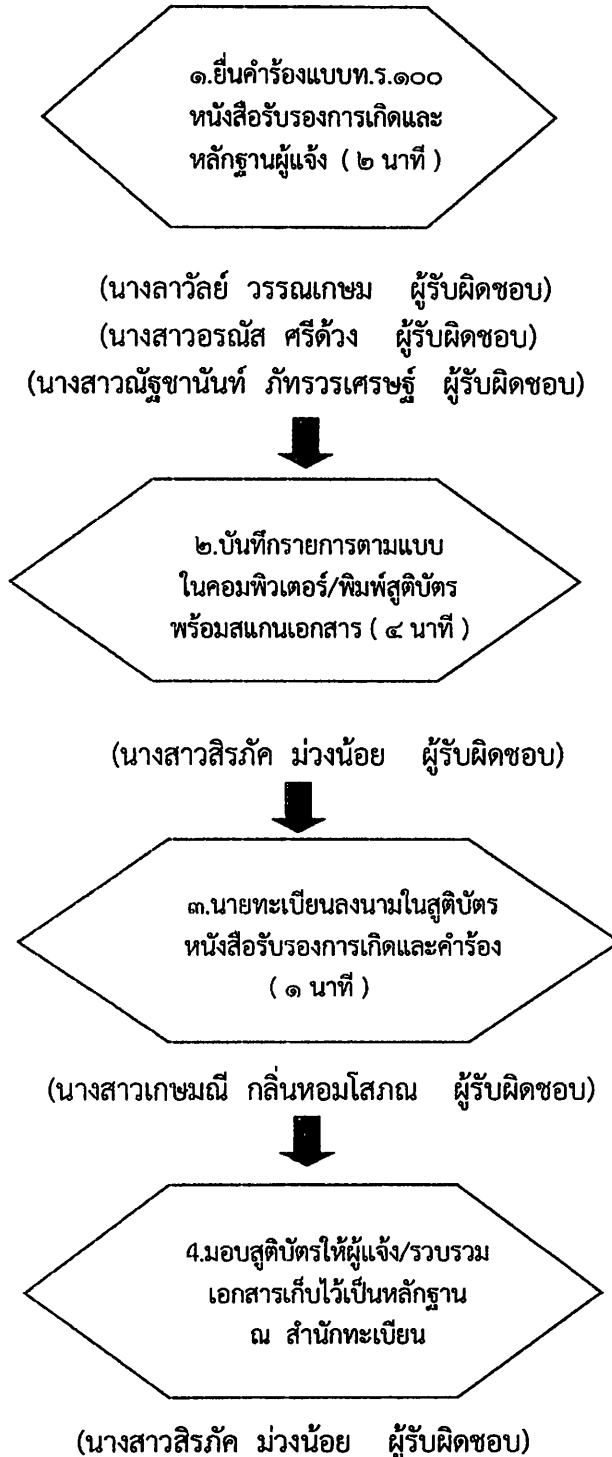 ๑.ยื่นคำร้องแบบท.ร.๑๐๐
หนังสือรับรองการเกิดและ
หลักฐานผู้แจ้ง ( ๒ นาที )
(นางลาวัลย์ วรรณเกษม ผู้รับผิดชอบ)
(นางสาวอรณัส ศรีด้วง ผู้รับผิดชอบ)
(นางสาวณัฐชานันท์ ภัทรวรเศรษฐ์ ผู้รับผิดชอบ)
๒.บันทึกรายการตามแบบ
ในคอมพิวเตอร์/พิมพ์สูติบัตร
พร้อมสแกนเอกสาร ( ๔ นาที )
(นางสาวสิรภัค ม่วงน้อย ผู้รับผิดชอบ)
๓.นายทะเบียนลงนามในสูติบัตร
หนังสือรับรองการเกิดและคำร้อง
( ๑ นาที )
(นางสาวเกษมณี กลิ่นหอมโสภณ ผู้รับผิดชอบ)
4.มอบสูติบัตรให้ผู้แจ้ง/รวบรวม
เอกสารเก็บไว้เป็นหลักฐาน
ณ สำนักทะเบียน
(นางสาวสิรภัค ม่วงน้อย ผู้รับผิดชอบ)